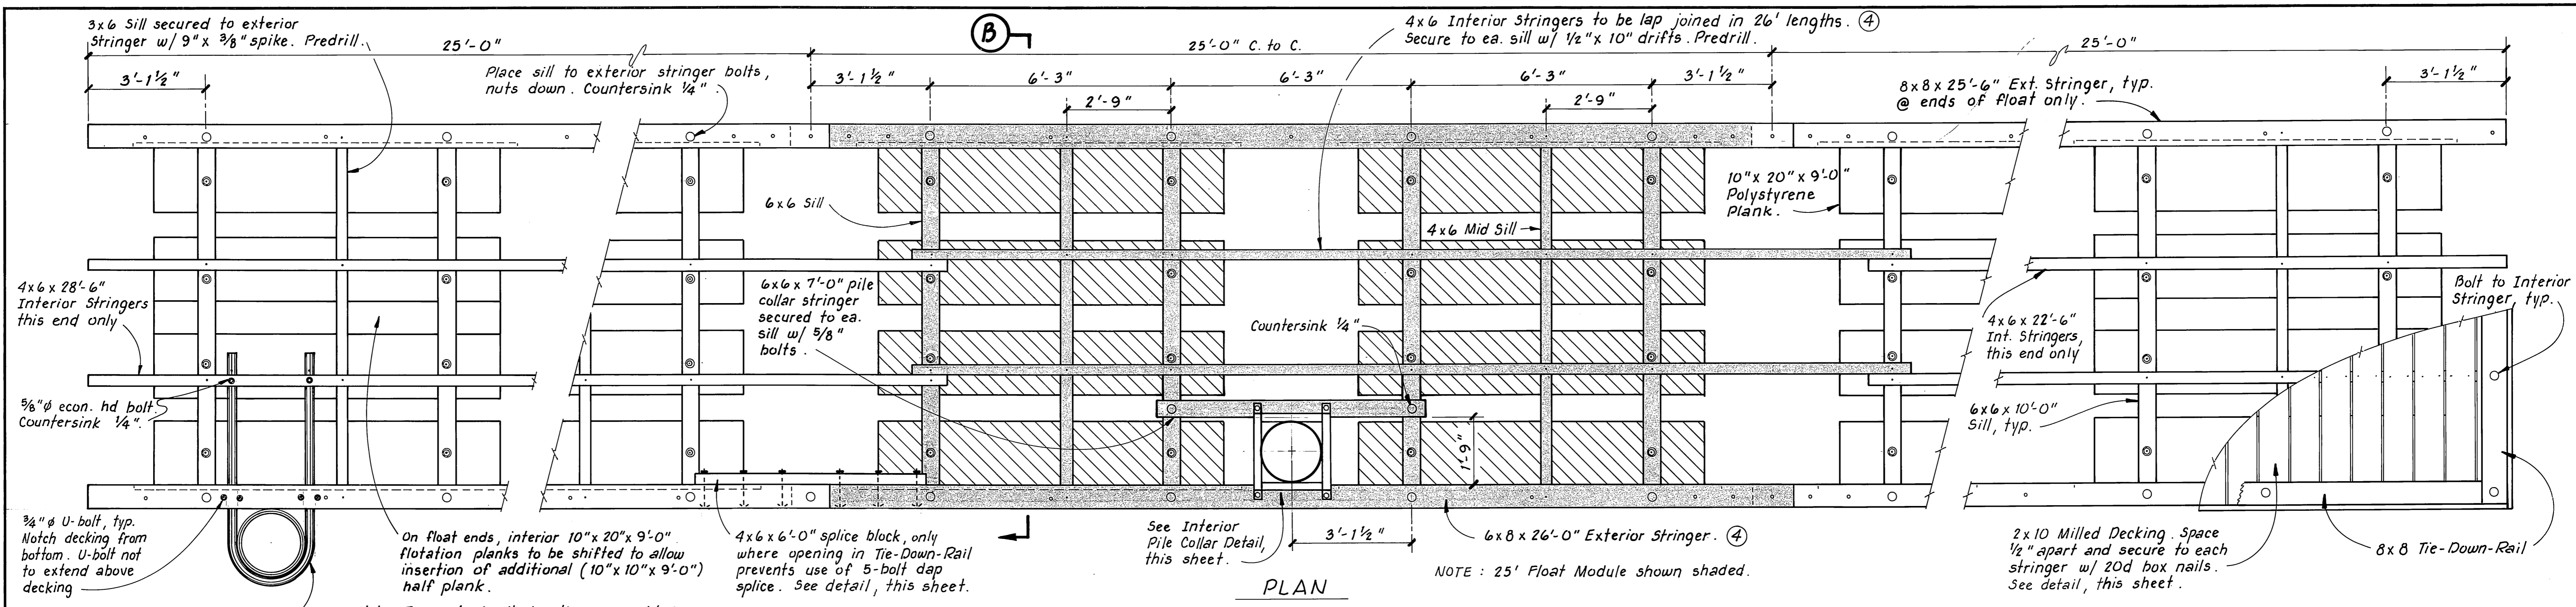 3x6 Sill secured to exterior
Stringer w/ 9" x 3/8" spike. Predrill.
25'-0"
3'-1 1/2"
Place sill to exterior stringer bolts,
nuts down. Countersink 1/4".
B
25'-0" C. to C.
4x6 Interior Stringers to be lap joined in 26' lengths. 4
Secure to ea. sill w/ 1/2" x 10" drifts. Predrill.
25'-0"
3'-1 1/2"
6'-3"
6'-3"
6'-3"
3'-1 1/2"
3'-1 1/2"
2'-9"
2'-9"
8x8x25'-6" Ext. Stringer, typ.
@ ends of float only.
6x6 Sill
4x6 Mid Sill
10" x 20" x 9'-0"
Polystyrene
Plank.
4x6 x 28'-6"
Interior Stringers
this end only
6x6x7'-0" pile
collar stringer
secured to ea.
sill w/ 5/8"
bolts.
Countersink 1/4"
4x6 x 22'-6"
Int. Stringers,
this end only
Bolt to Interior
Stringer, typ.
5/8"ø econ. hd bolt.
Countersink 1/4".
6x6x10'-0"
Sill, typ.
1'-9"
3/4" ø U-bolt, typ.
Notch decking from
bottom. U-bolt not
to extend above
decking
On float ends, interior 10" x 20" x 9'-0"
flotation planks to be shifted to allow
insertion of additional (10" x 10" x 9'-0")
half plank.
4x6 x 6'-0" splice block, only
where opening in Tie-Down-Rail
prevents use of 5-bolt dap
splice. See detail, this sheet.
See Interior
Pile Collar Detail,
this sheet.
3'-1 1/2"
6x8 x 26'-0" Exterior Stringer. 4
NOTE : 25' Float Module shown shaded.
2x10 Milled Decking. Space
1/2" apart and secure to each
stringer w/ 20d box nails.
See detail, this sheet.
8x8 Tie-Down-Rail
PLAN